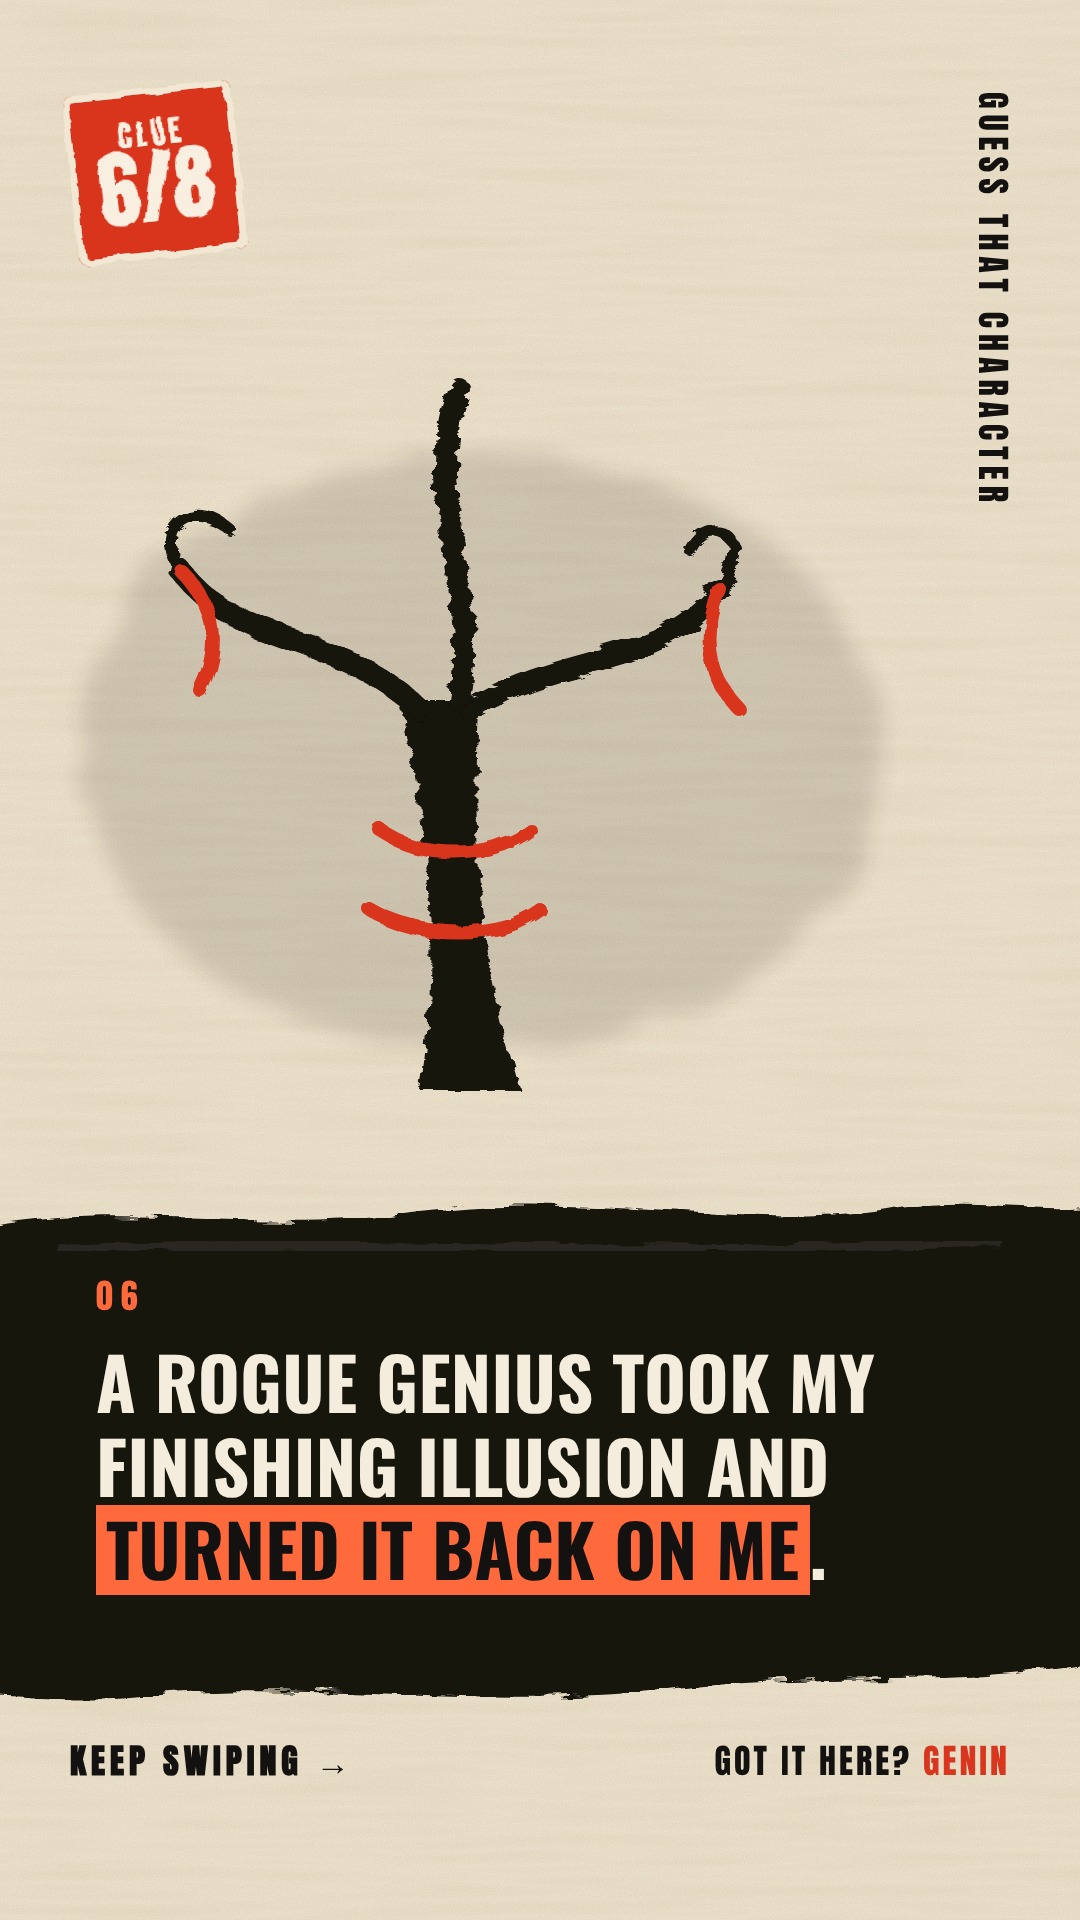 CLUE
6/8
GUESS THAT CHARACTER
06
A ROGUE GENIUS TOOK MY
FINISHING ILLUSION AND
TURNED IT BACK ON ME.
KEEP SWIPING →
GOT IT HERE? GENIN